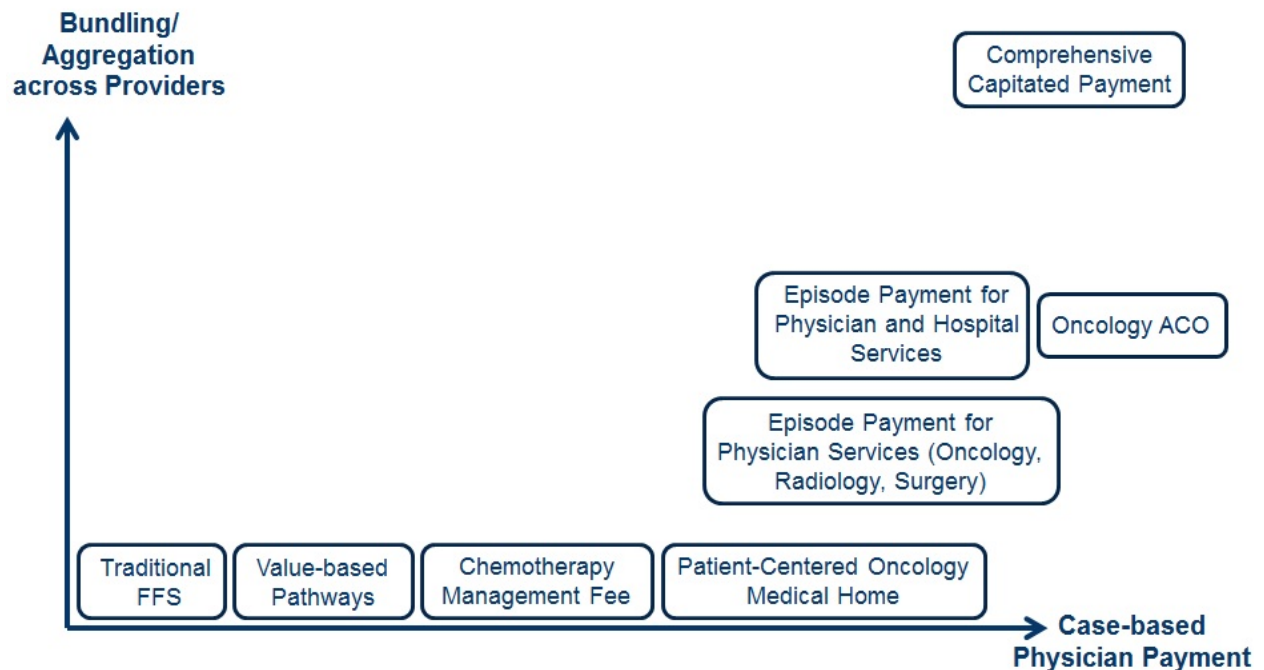 Bundling/
Aggregation
across Providers
Comprehensive
Capitated Payment
Episode Payment for
Physician and Hospital
Services
Oncology ACO
Episode Payment for
Physician Services (Oncology,
Radiology, Surgery)
Traditional
FFS
Value-based
Pathways
Chemotherapy
Management Fee
Patient-Centered Oncology
Medical Home
Case-based
Physician Payment